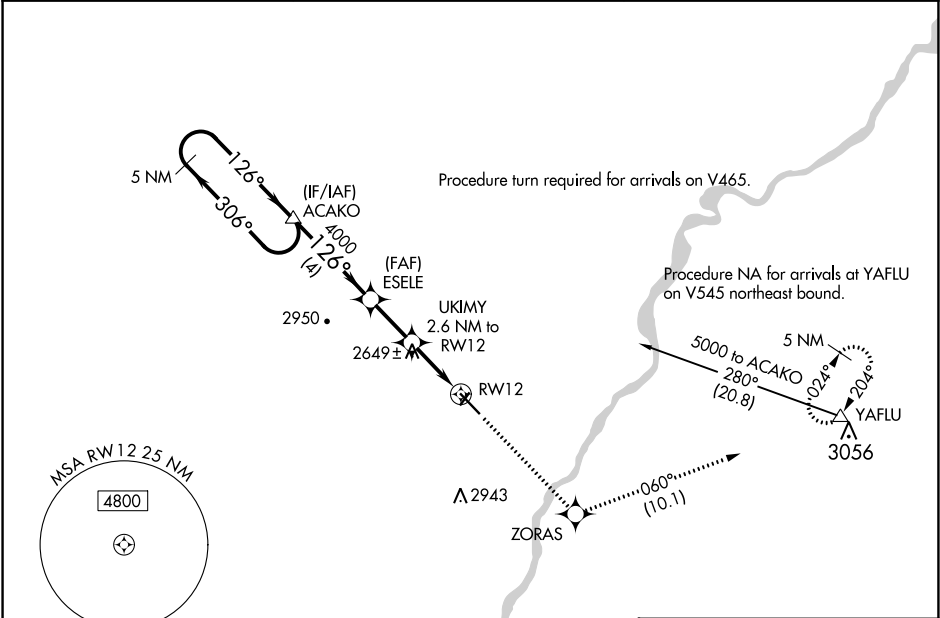 126°
5 NM
306°
(IF/IAF)
ACAKO
4000
126°
(4)
Procedure turn required for arrivals on V465.
(FAF)
ESELE
2950
UKIMY
2.6 NM to
RW12
2649±
RW12
Procedure NA for arrivals at YAFLU
on V545 northeast bound.
5 NM
5000 to ACAKO
280°
(20.8)
024°
204°
YAFLU
3056
MSA RW12 25 NM
4800
2943
060°
(10.1)
ZORAS